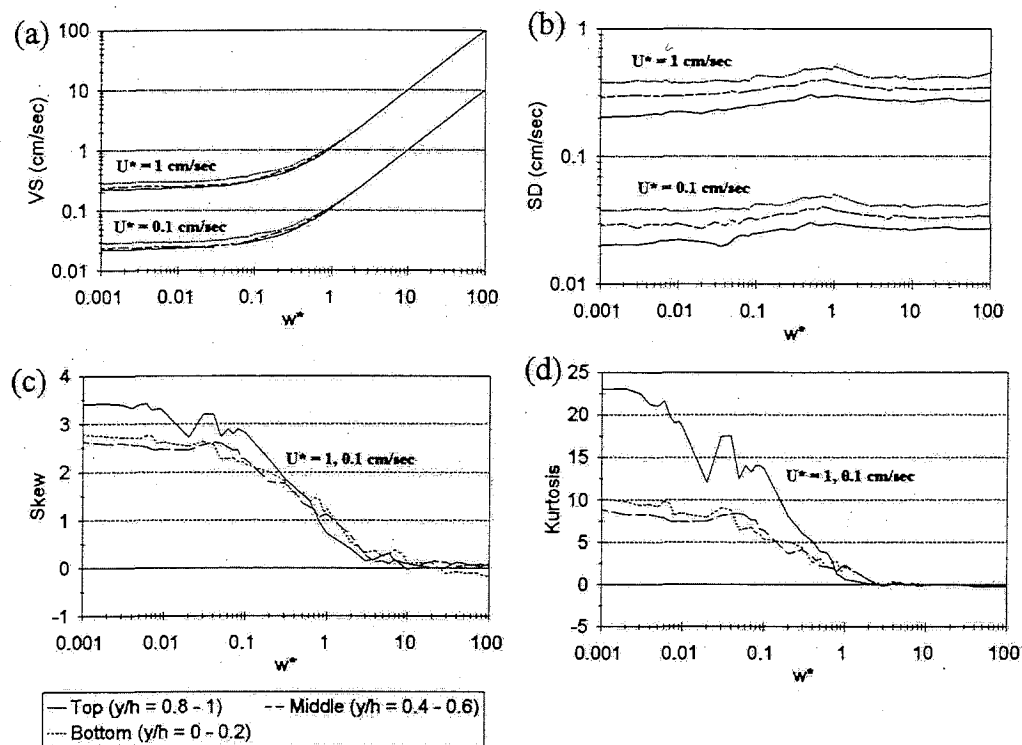 (a)
100
10
1
0.1
0.01
VS (cm/sec)
U* = 1 cm/sec
U* = 0.1 cm/sec
0.001 0.01 0.1 1 10 100
w*
(b)
1
0.1
0.01
SD (cm/sec)
U* = 1 cm/sec
U* = 0.1 cm/sec
0.001 0.01 0.1 1 10 100
w*
(c)
4
3
2
1
0
-1
Skew
U* = 1, 0.1 cm/sec
0.001 0.01 0.1 1 10 100
w*
(d)
25
20
15
10
5
0
-5
Kurtosis
U* = 1, 0.1 cm/sec
0.001 0.01 0.1 1 10 100
w*
Top (y/h = 0.8 - 1) Middle (y/h = 0.4 - 0.6)
Bottom (y/h = 0 - 0.2)